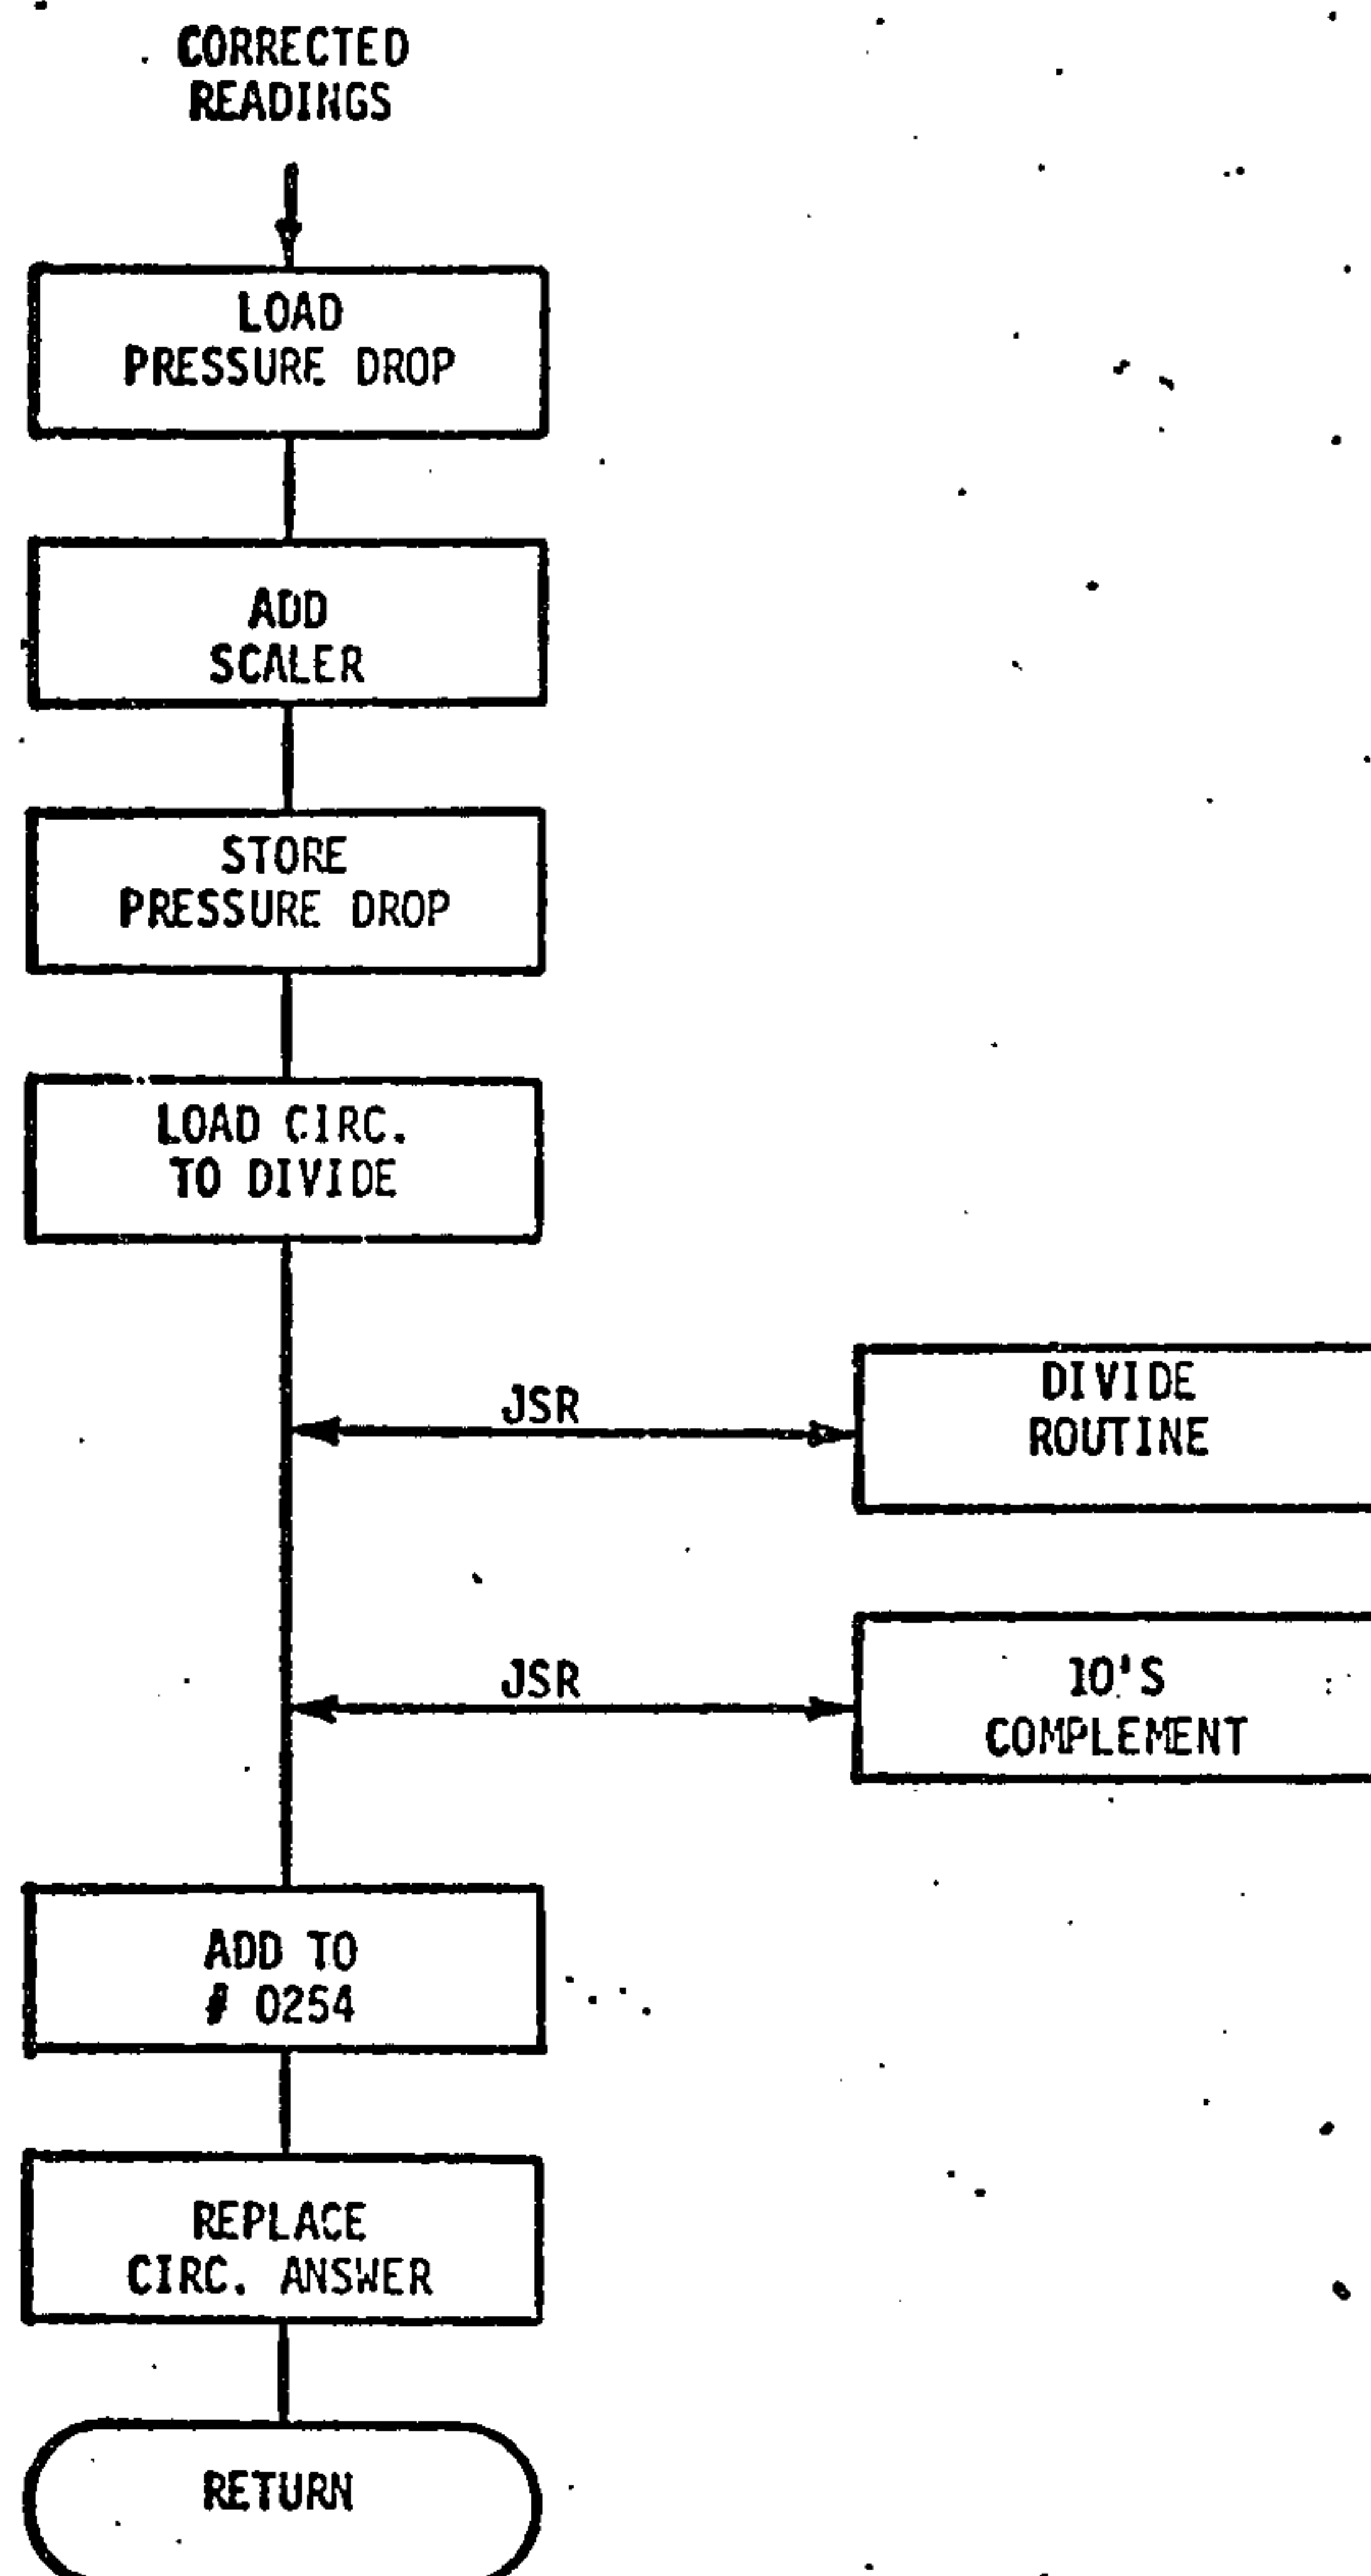 CORRECTED
READINGS
LOAD
PRESSURE DROP
ADD
SCALER
STORE
PRESSURE DROP
LOAD CIRC.
TO DIVIDE
JSR
DIVIDE
ROUTINE
JSR
10'S
COMPLEMENT
ADD TO
# 0254
REPLACE
CIRC. ANSWER
RETURN